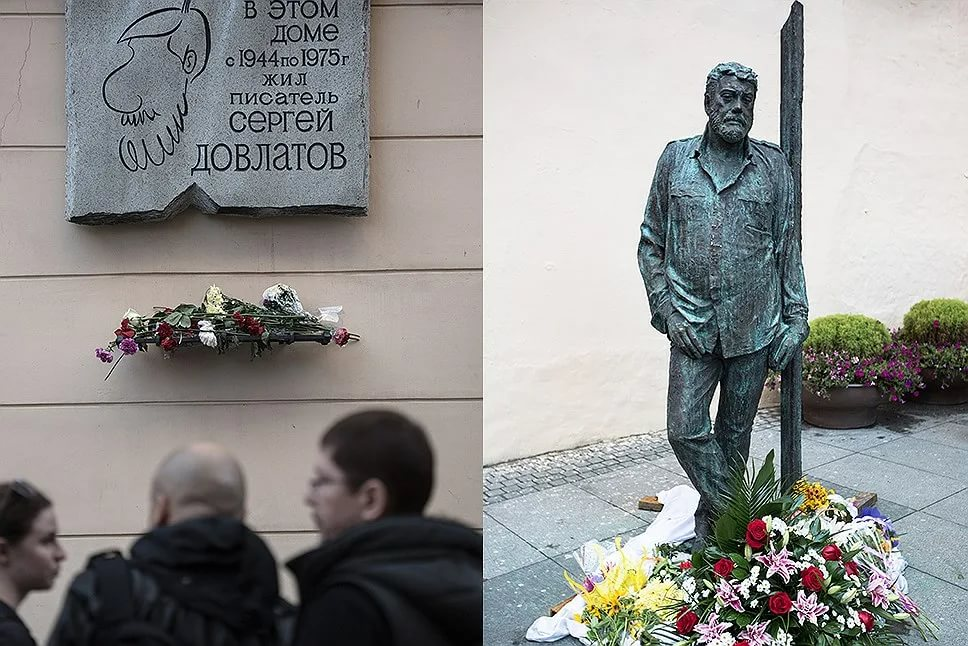 В ЭТОМ
ДОМЕ
с 1944 по 1975 г
ЖИЛ
ПИСАТЕЛЬ
СЕРГЕЙ
ДОВЛАТОВ